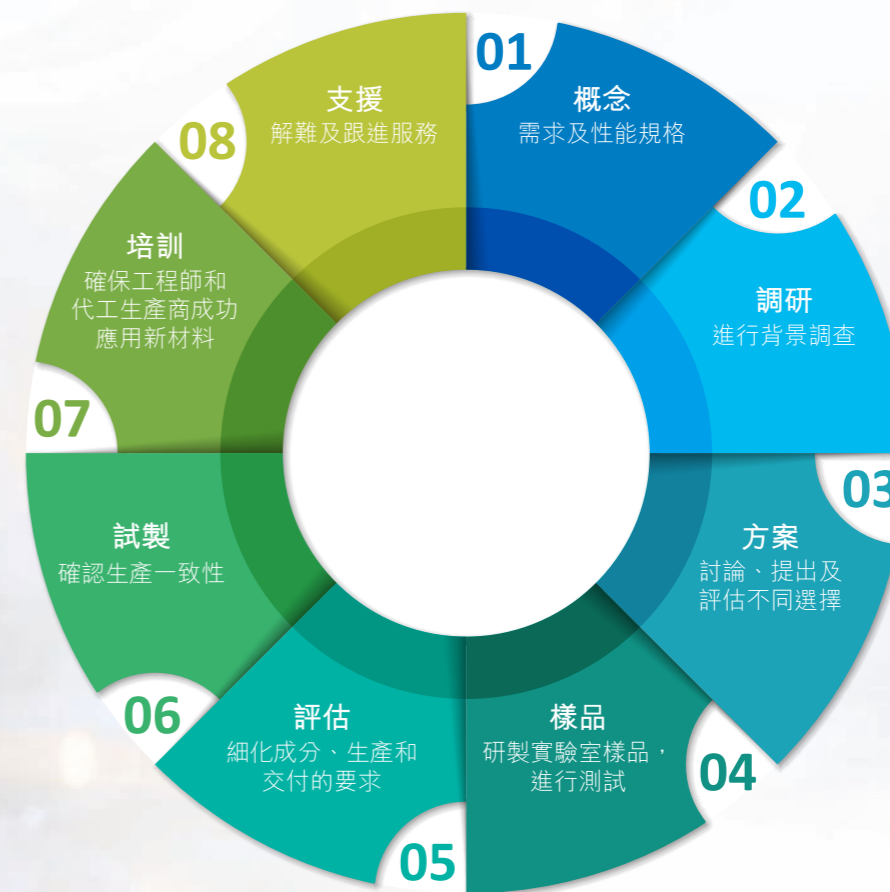 01
概念
需求及性能規格
02
調研
進行背景調查
03
方案
討論、提出及
評估不同選擇
04
樣品
研製實驗室樣品，
進行測試
05
評估
細化成分、生產和
交付的要求
06
試製
確認生產一致性
07
培訓
確保工程師和
代工生產商成功
應用新材料
08
支援
解難及跟進服務